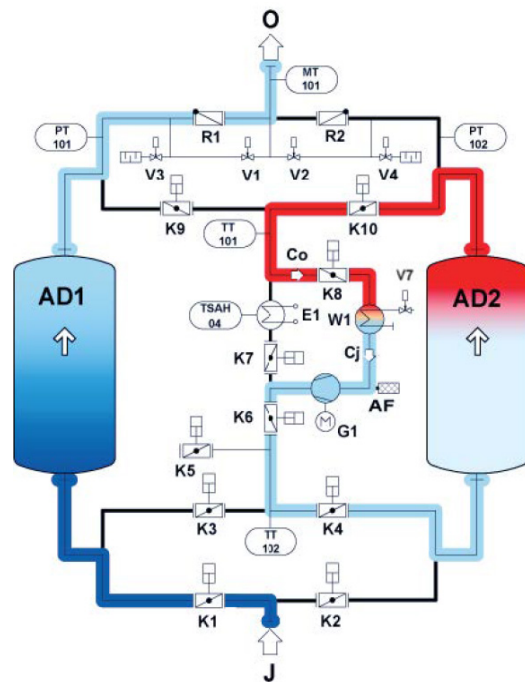 O
MT
101
PT
101
R1
R2
PT
102
V3
V1
V2
V4
K9
TT
101
K10
Co
K8
V7
AD1
TSAH
04
E1
W1
AD2
K7
Cj
K6
AF
M
G1
K5
K3
TT
102
K4
K1
K2
J